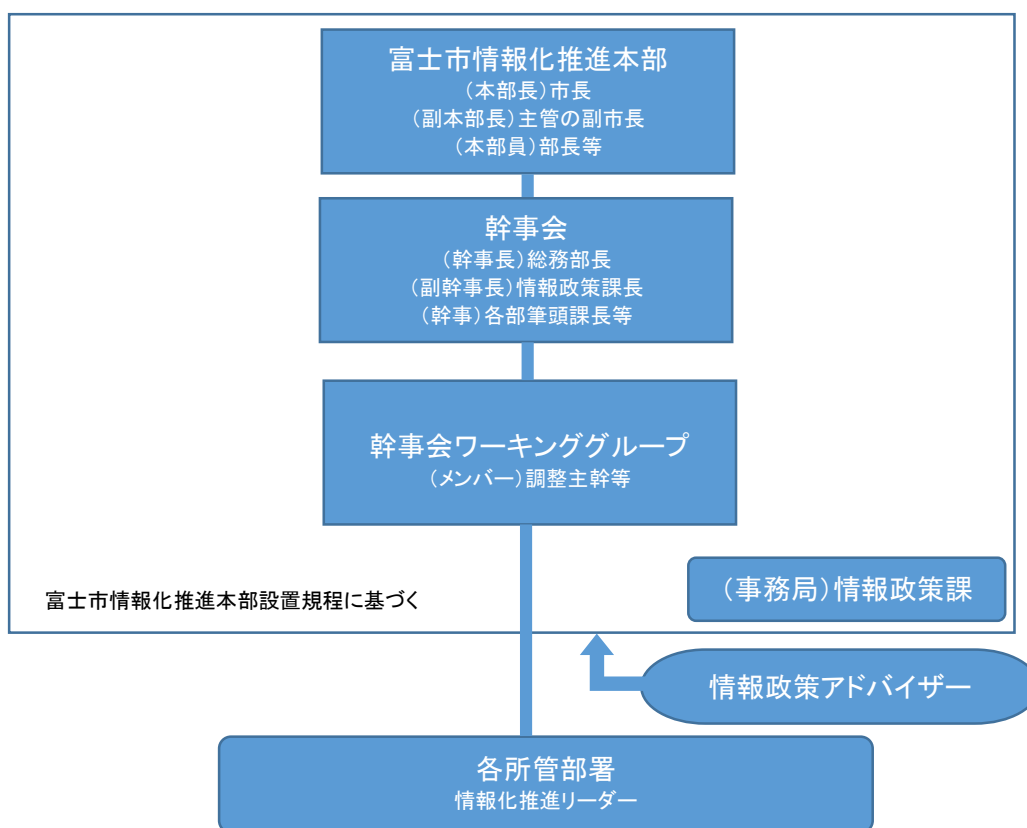 富士市情報化推進本部
（本部長）市長
（副本部長）主管の副市長
（本部員）部長等
幹事会
（幹事長）総務部長
（副幹事長）情報政策課長
（幹事）各部筆頭課長等
幹事会ワーキンググループ
（メンバー）調整主幹等
（事務局）情報政策課
富士市情報化推進本部設置規程に基づく
情報政策アドバイザー
各所管部署
情報化推進リーダー